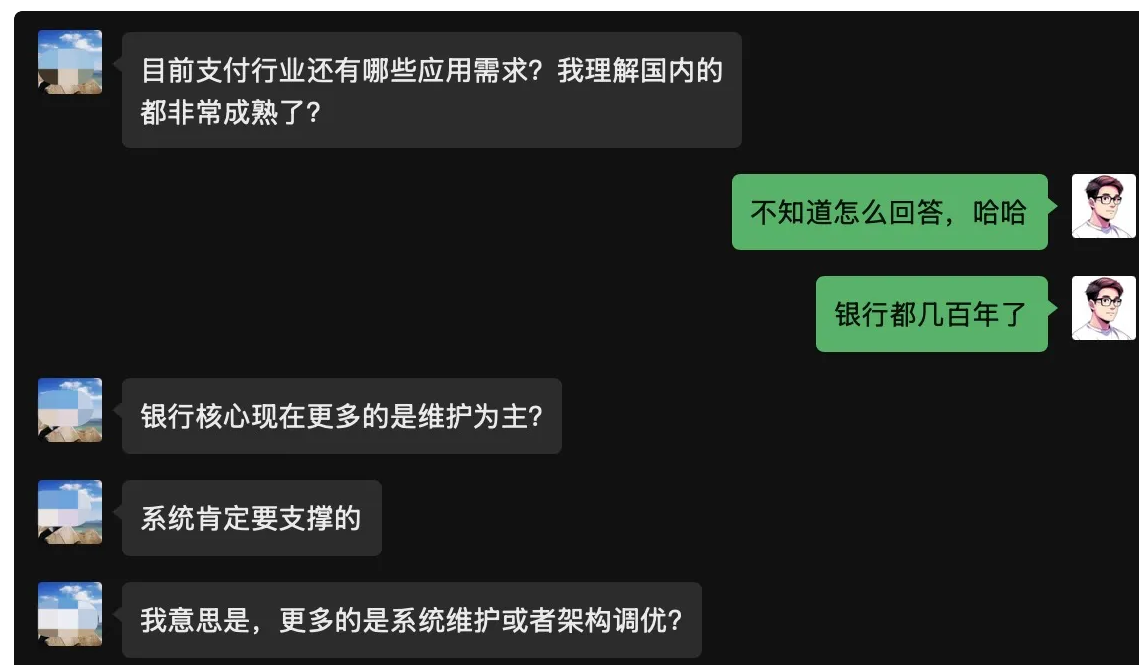 目前支付行业还有哪些应用需求？我理解国内的
都非常成熟了？
不知道怎么回答，哈哈
银行都几百年了
银行核心现在更多的是维护为主？
系统肯定要支撑的
我意思是，更多的是系统维护或者架构调优？